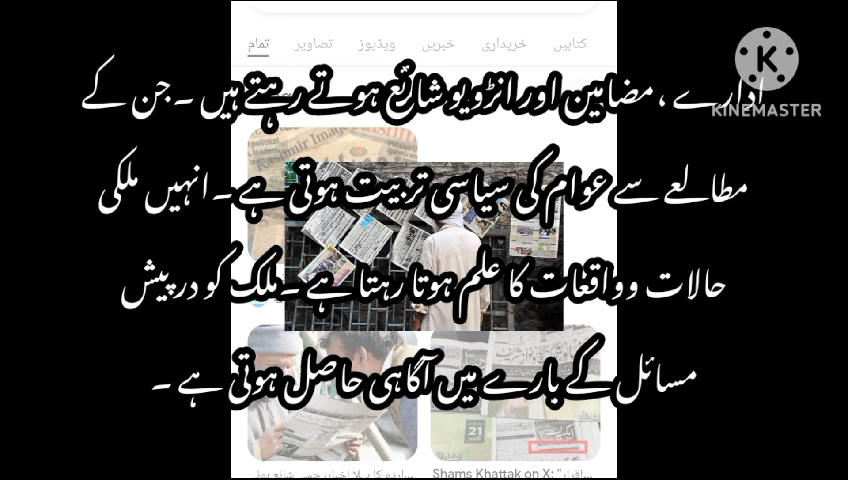 کتابیں خریداری خبریں ویڈیوز تصاویر تمام
KINEMASTER
ادارے ، مضامین اور انڑویو شائع ہوتے رہتے ہیں ۔ جن کے
مطالعے سے عوام کی سیاسی تربیت ہوتی ہے ۔ انہیں ملکی
حالات و واقعات کا علم ہوتا رہتا ہے ۔ ملک کو درپیش
مسائل کے بارے میں آگاہی حاصل ہوتی ہے ۔
21
Shams Khattak on X: